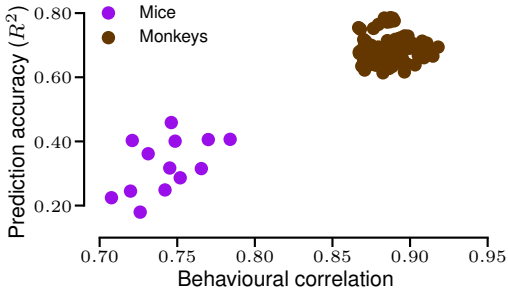 Prediction accuracy (R²)
0.80
0.60
0.40
0.20
Mice
Monkeys
0.70 0.75 0.80 0.85 0.90 0.95
Behavioural correlation